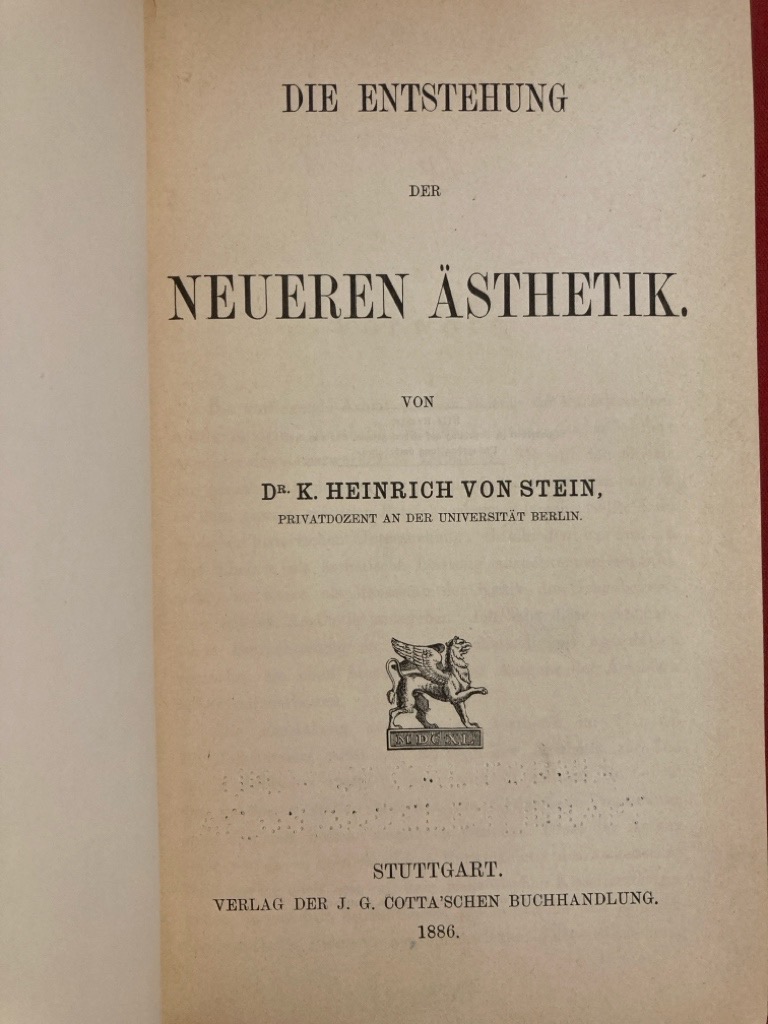 DIE ENTSTEHUNG
DER
NEUEREN ÄSTHETIK.
VON
DR. K. HEINRICH VON STEIN,
PRIVATDOZENT AN DER UNIVERSITÄT BERLIN.
MDCXL
STUTTGART.
VERLAG DER J. G. COTTA'SCHEN BUCHHANDLUNG.
1886.